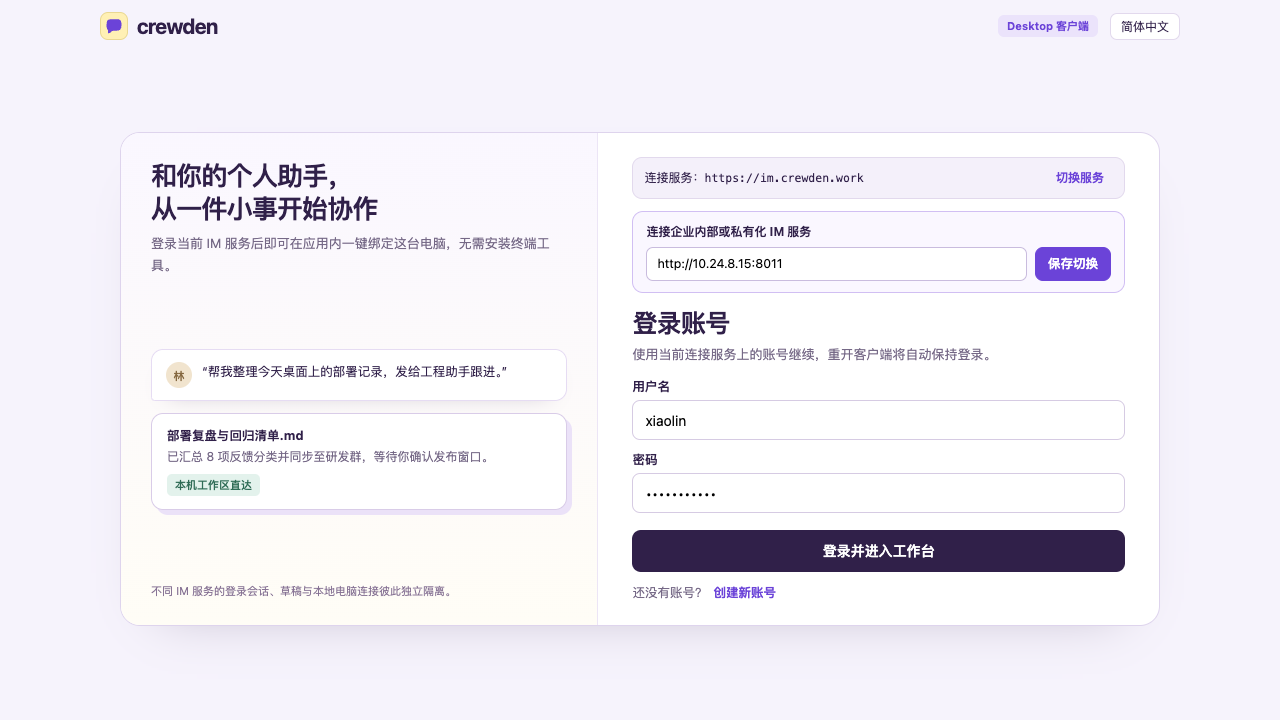 crewden
Desktop 客户端
简体中文
和你的个人助手，
从一件小事开始协作
登录当前 IM 服务后即可在应用内一键绑定这台电脑，无需安装终端工
具。
林
“帮我整理今天桌面上的部署记录，发给工程助手跟进。”
部署复盘与回归清单.md
已汇总 8 项反馈分类并同步至研发群，等待你确认发布窗口。
本机工作区直达
不同 IM 服务的登录会话、草稿与本地电脑连接彼此独立隔离。
连接服务：https://im.crewden.work
切换服务
连接企业内部或私有化 IM 服务
http://10.24.8.15:8011
保存切换
登录账号
使用当前连接服务上的账号继续，重开客户端将自动保持登录。
用户名
xiaolin
密码
•••••••••••
登录并进入工作台
还没有账号？ 创建新账号